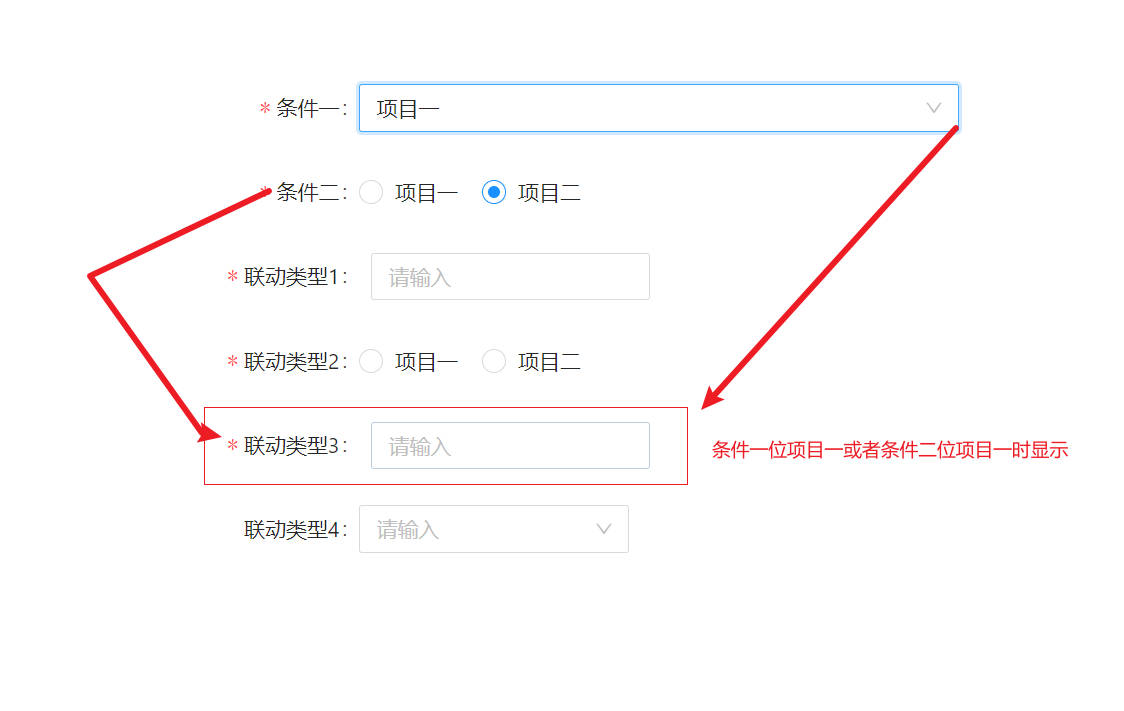 * 条件一: 项目一
* 条件二: 项目一 项目二
* 联动类型1: 请输入
* 联动类型2: 项目一 项目二
* 联动类型3: 请输入
条件一位项目一或者条件二位项目一时显示
联动类型4: 请输入